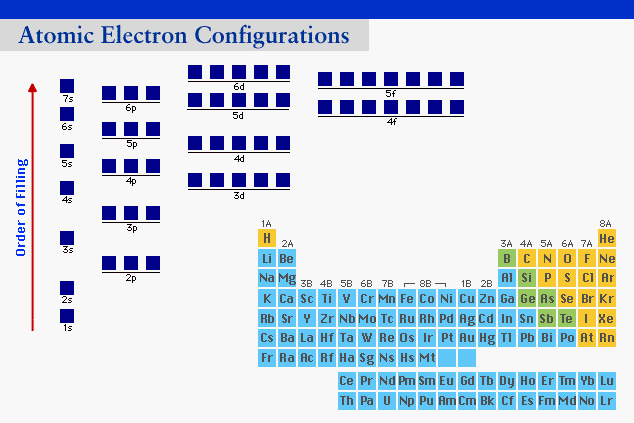 Atomic Electron Configurations
Order of Filling
6d
7s 6p 5f
5d
6s 4f
5p
5s 4d
4p
4s 3d
3p
3s
2p
2s
1s
1A 8A
H He
2A 3A 4A 5A 6A 7A
Li Be B C N O F Ne
Na Mg 3B 4B 5B 6B 7B 8B 1B 2B Al Si P S Cl Ar
K Ca Sc Ti V Cr Mn Fe Co Ni Cu Zn Ga Ge As Se Br Kr
Rb Sr Y Zr Nb Mo Tc Ru Rh Pd Ag Cd In Sn Sb Te I Xe
Cs Ba La Hf Ta W Re Os Ir Pt Au Hg Tl Pb Bi Po At Rn
Fr Ra Ac Rf Ha Sg Ns Hs Mt
Ce Pr Nd Pm Sm Eu Gd Tb Dy Ho Er Tm Yb Lu
Th Pa U Np Pu Am Cm Bk Cf Es Fm Md No Lr